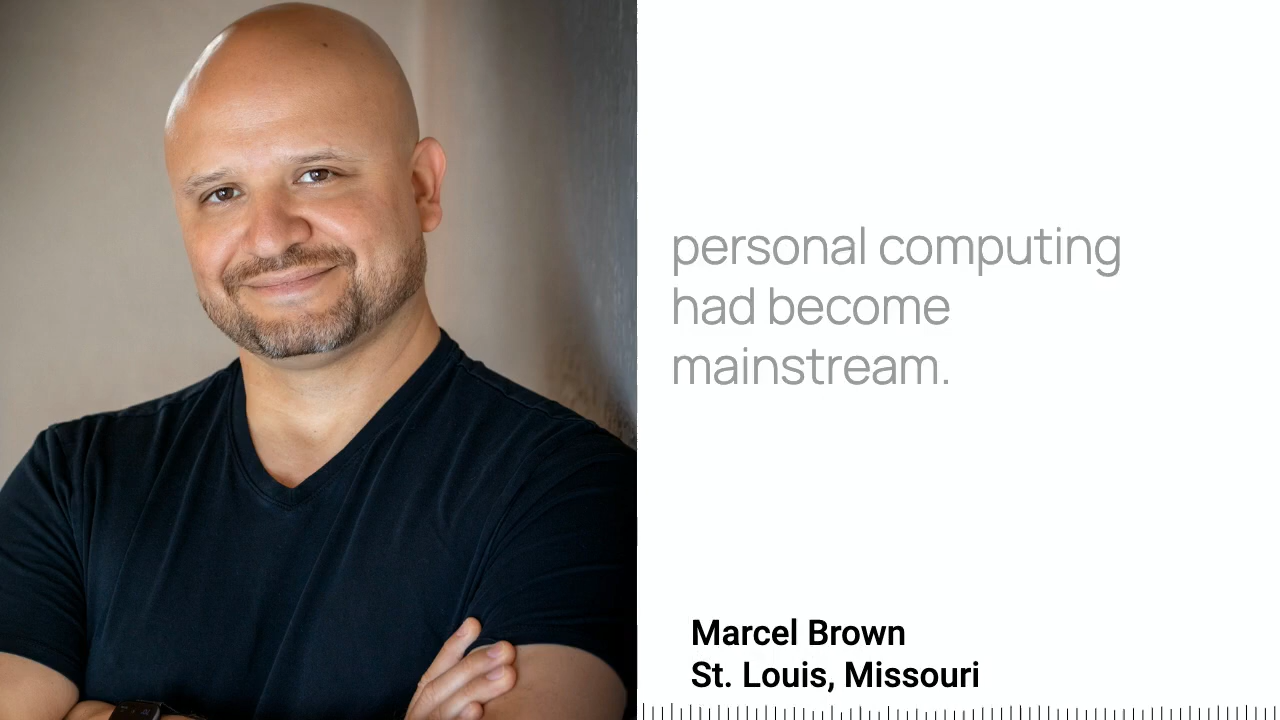 personal computing
had become
mainstream.
Marcel Brown
St. Louis, Missouri